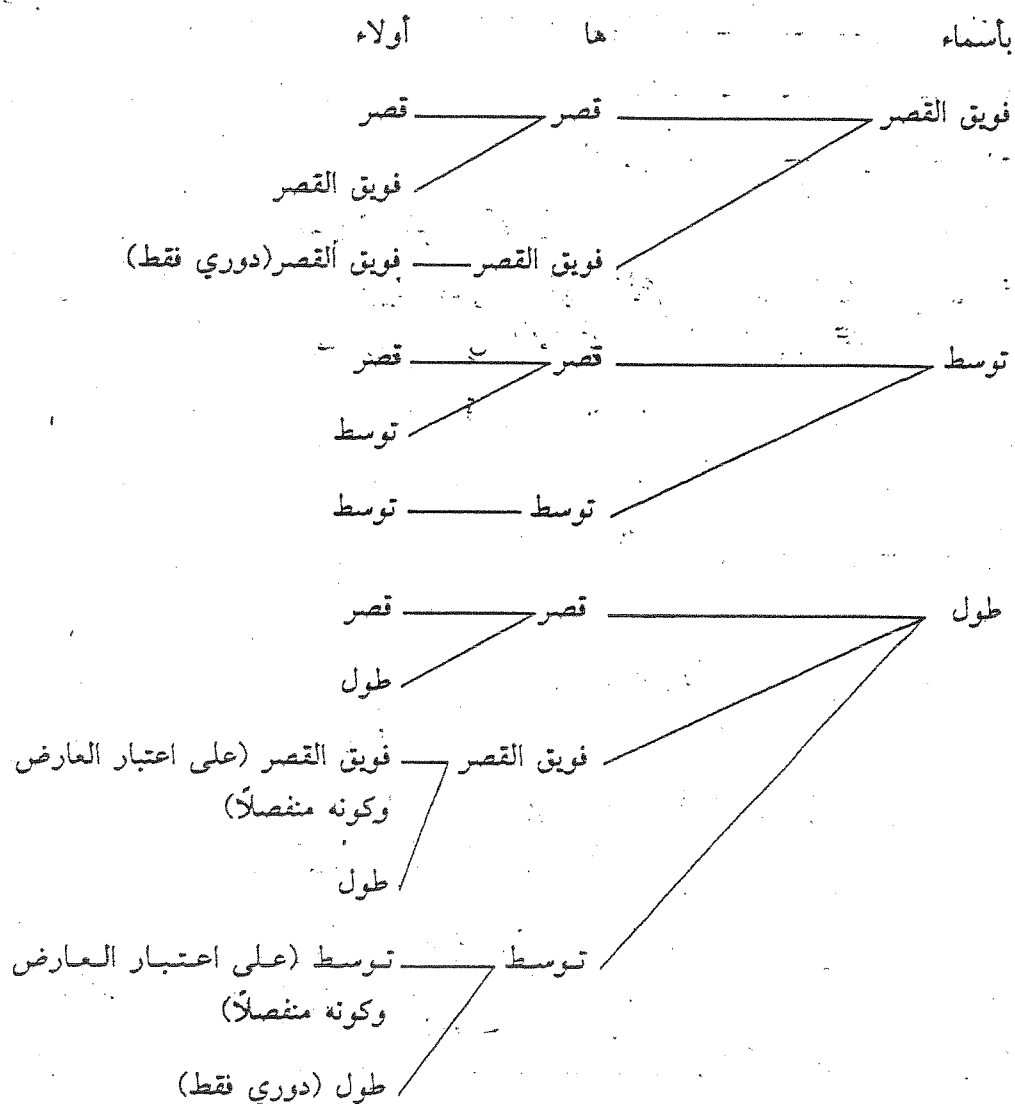 بأسماء ها أولاء
فويق القصر قصر قصر
فويق القصر
فويق القصر فويق القصر(دوري فقط)
توسط قصر قصر
توسط
توسط توسط
طول قصر قصر
طول
فويق القصر فويق القصر (على اعتبار العارض
وكونه منفصلًا)
طول
توسط توسط (على اعتبار العارض
وكونه منفصلًا)
طول (دوري فقط)